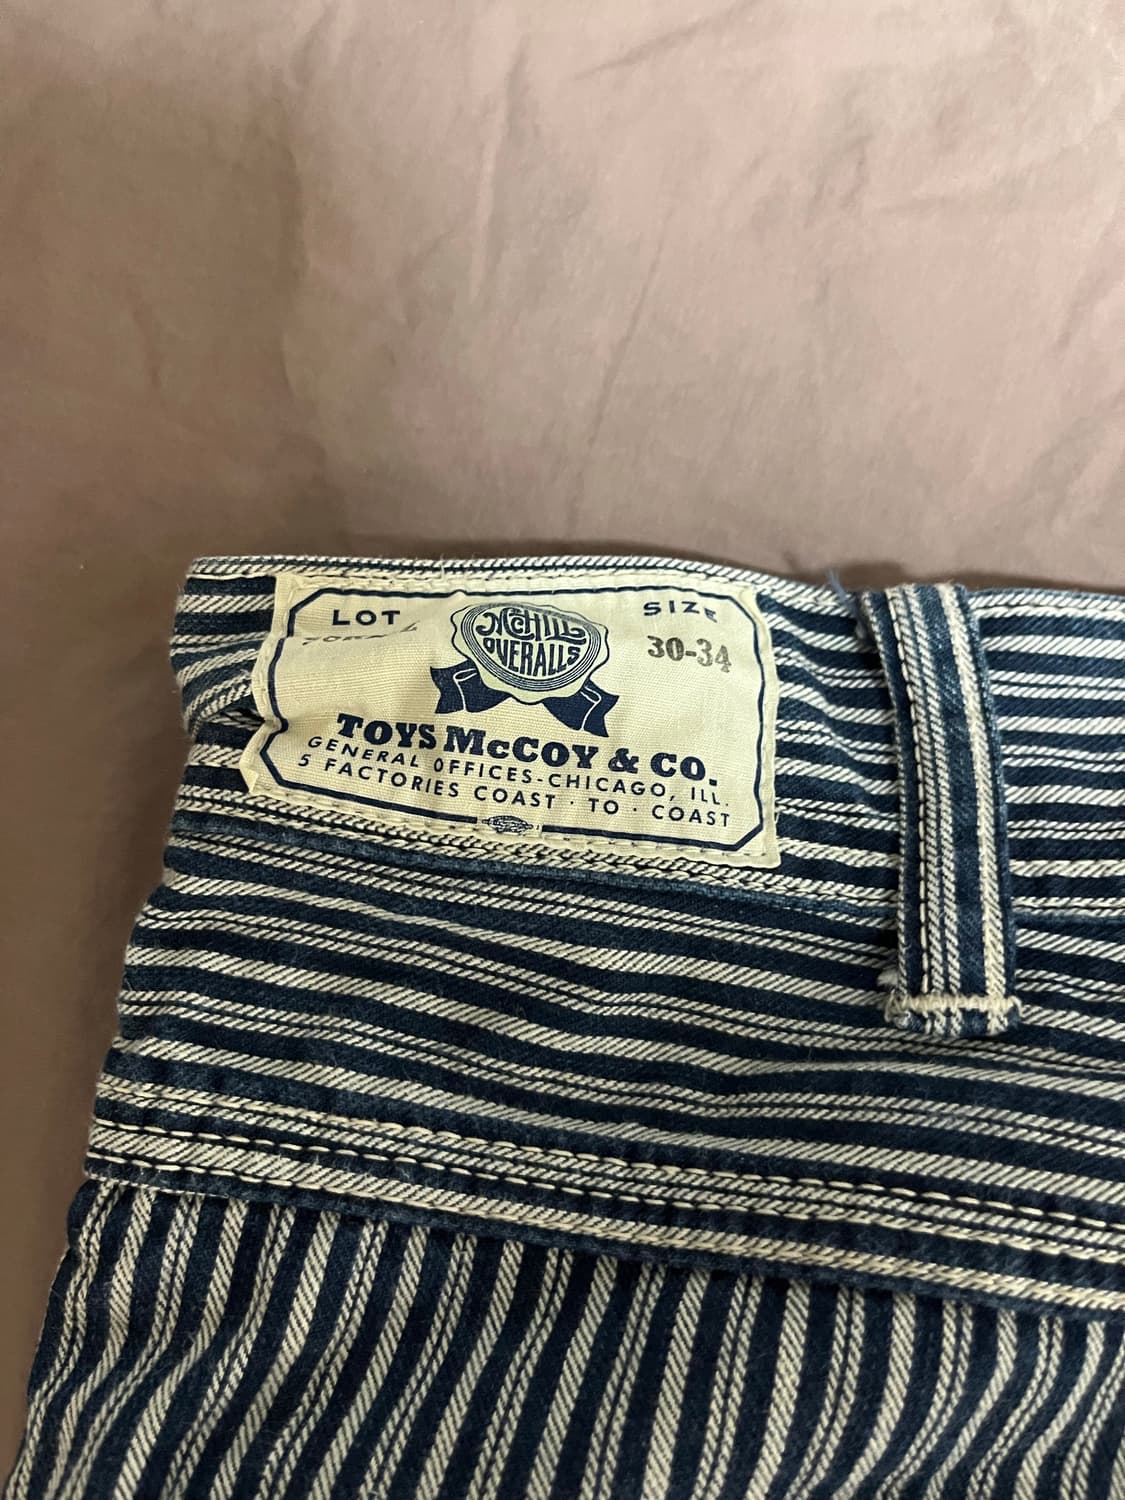 LOT
SIZE
30-34
McHILL
OVERALLS
TOYS McCOY & CO.
GENERAL OFFICES-CHICAGO, ILL.
5 FACTORIES COAST · TO · COAST